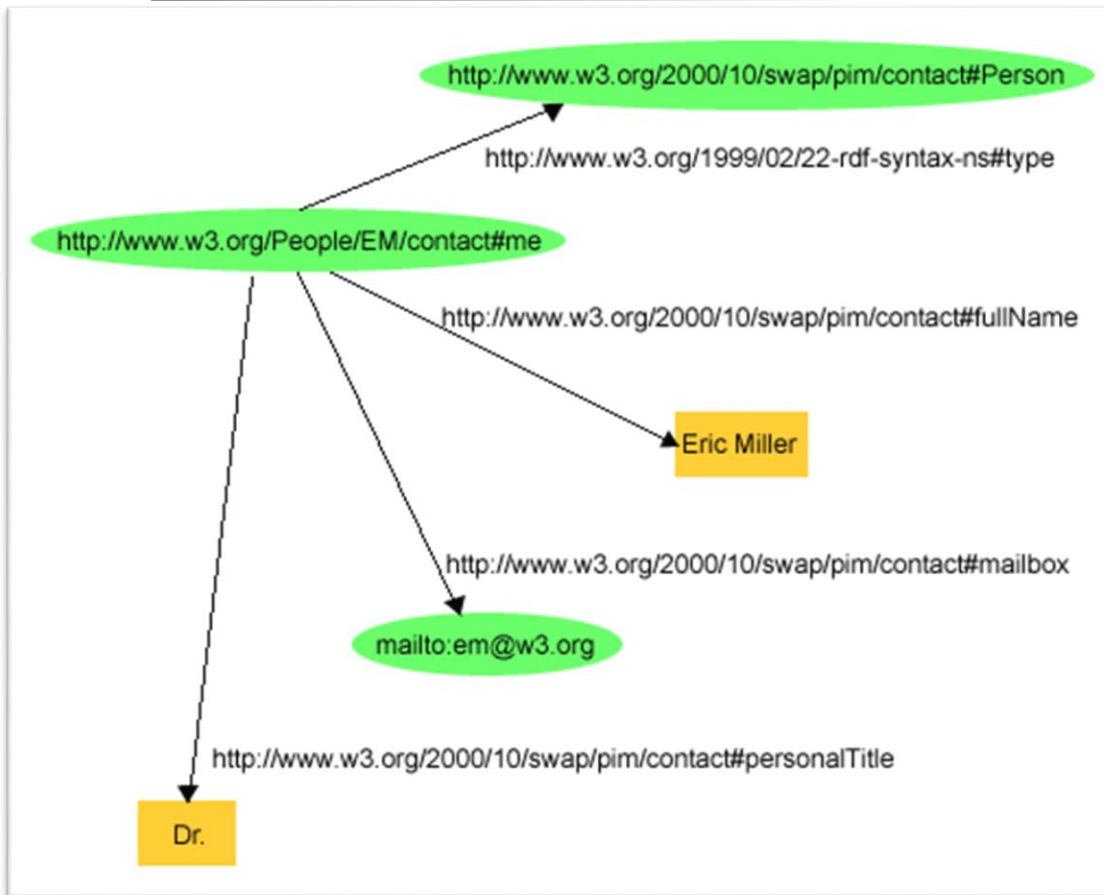 http://www.w3.org/2000/10/swap/pim/contact#Person
http://www.w3.org/1999/02/22-rdf-syntax-ns#type
http://www.w3.org/People/EM/contact#me
http://www.w3.org/2000/10/swap/pim/contact#fullName
Eric Miller
http://www.w3.org/2000/10/swap/pim/contact#mailbox
mailto:em@w3.org
http://www.w3.org/2000/10/swap/pim/contact#personalTitle
Dr.